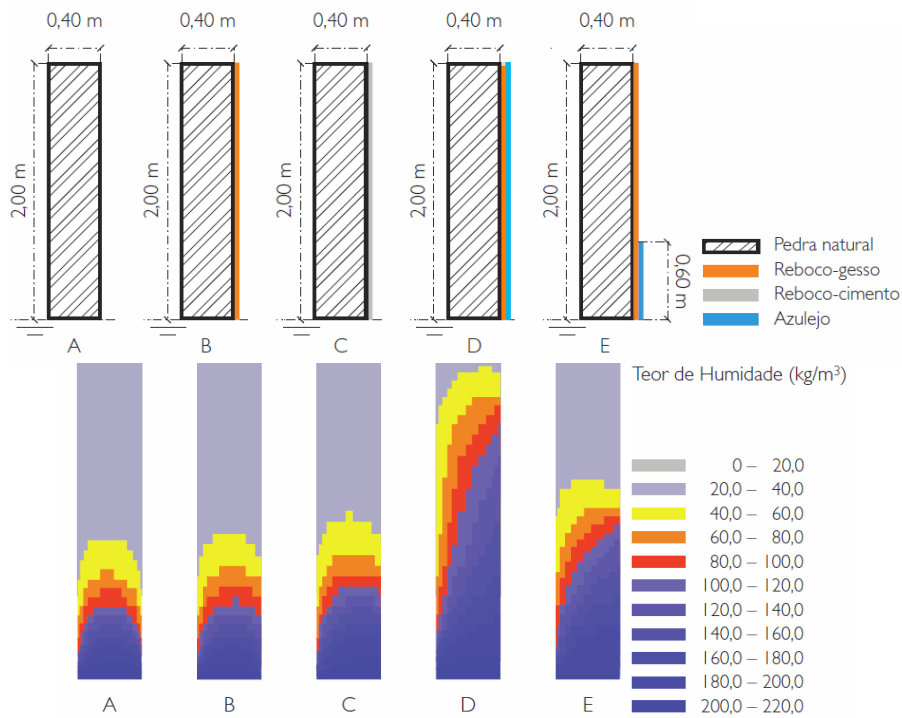 0,40 m
0,40 m
0,40 m
0,40 m
0,40 m
2,00 m
2,00 m
2,00 m
2,00 m
2,00 m
0,60 m
Pedra natural
Reboco-gesso
Reboco-cimento
Azulejo
A
B
C
D
E
Teor de Humidade (kg/m³)
0 – 20,0
20,0 – 40,0
40,0 – 60,0
60,0 – 80,0
80,0 – 100,0
100,0 – 120,0
120,0 – 140,0
140,0 – 160,0
160,0 – 180,0
180,0 – 200,0
200,0 – 220,0
A
B
C
D
E